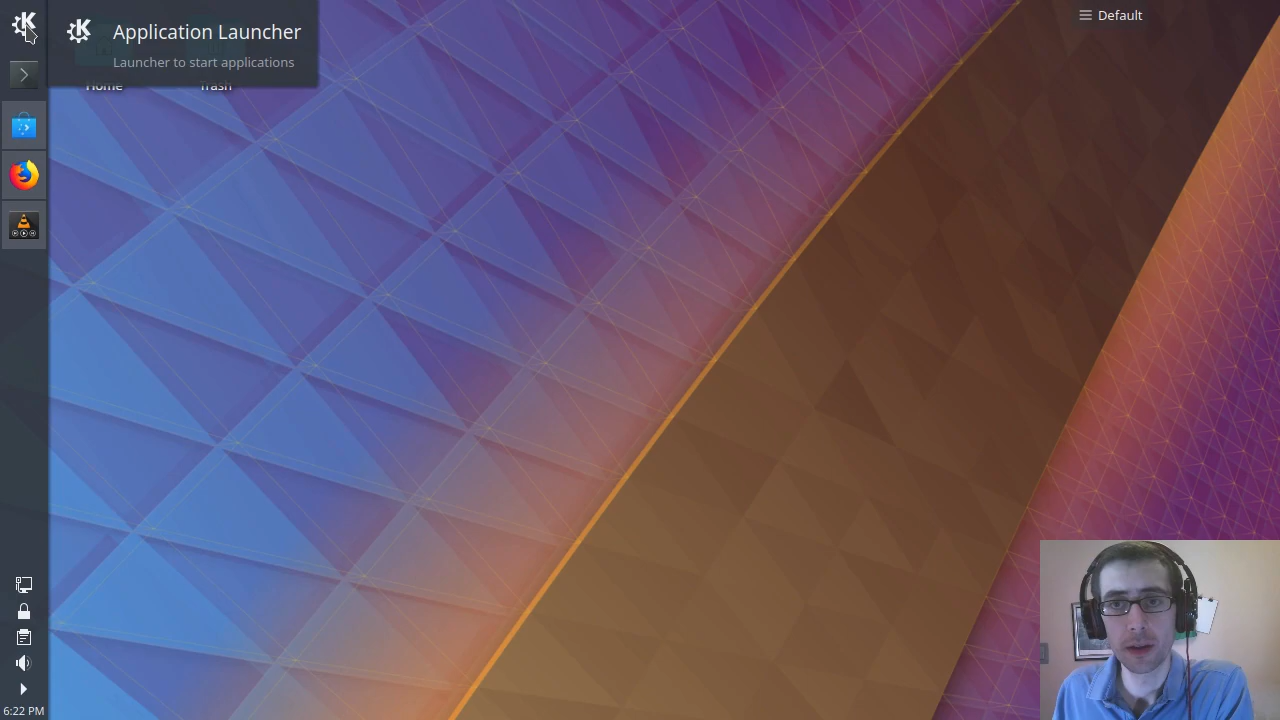 Application Launcher
Launcher to start applications
Home
Trash
Default
6:22 PM